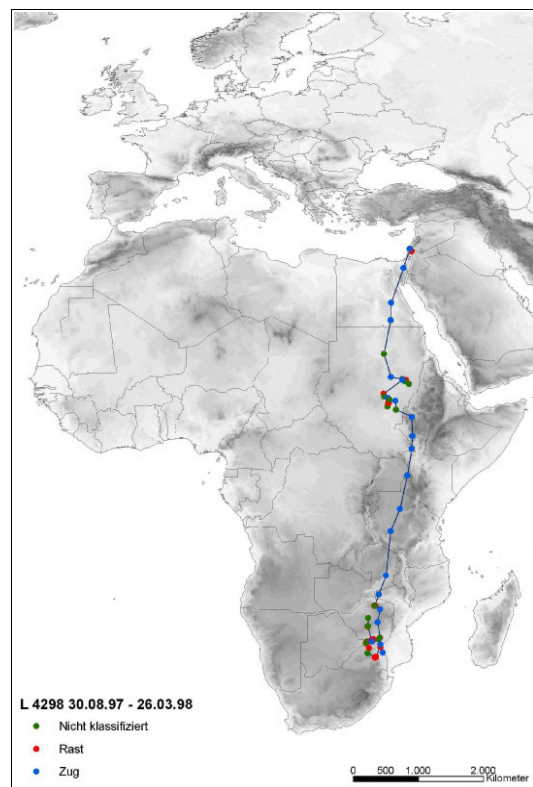 L 4298 30.08.97 - 26.03.98
Nicht klassifiziert
Rast
Zug
0 500 1.000 2.000
Kilometer